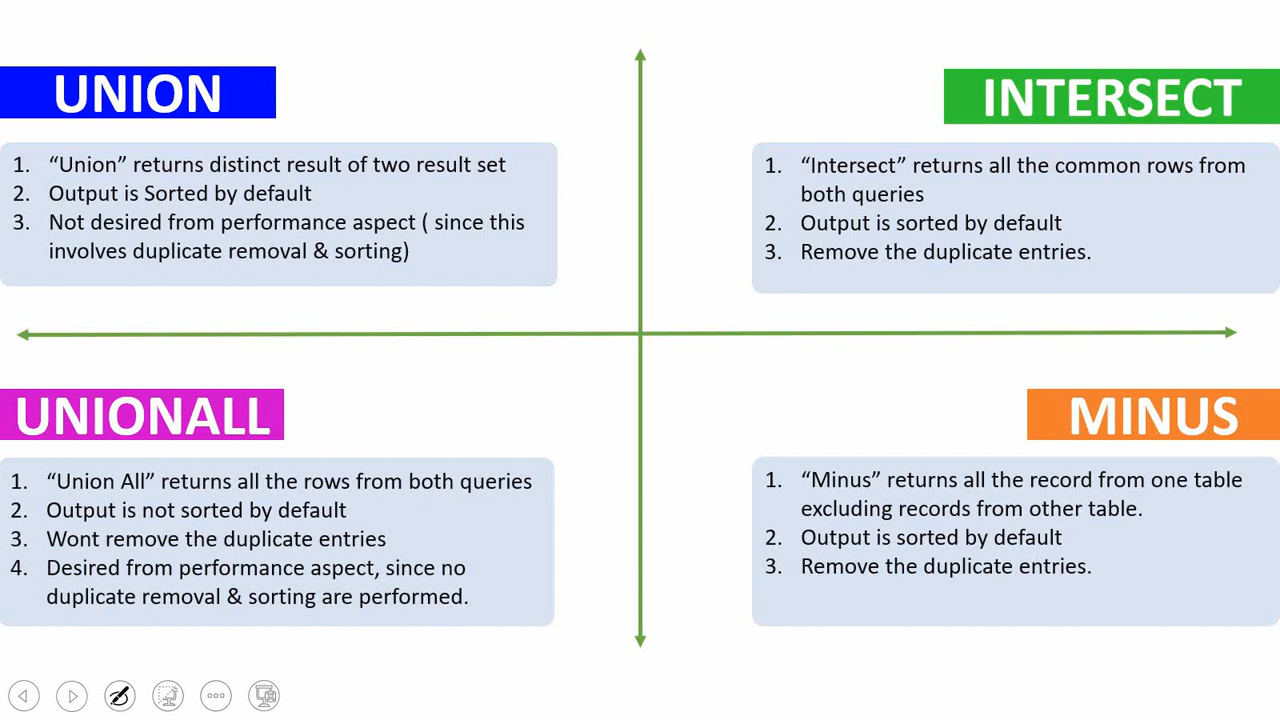 UNION
1. “Union” returns distinct result of two result set
2. Output is Sorted by default
3. Not desired from performance aspect ( since this
involves duplicate removal & sorting)
INTERSECT
1. “Intersect” returns all the common rows from
both queries
2. Output is sorted by default
3. Remove the duplicate entries.
UNIONALL
1. “Union All” returns all the rows from both queries
2. Output is not sorted by default
3. Wont remove the duplicate entries
4. Desired from performance aspect, since no
duplicate removal & sorting are performed.
MINUS
1. “Minus” returns all the record from one table
excluding records from other table.
2. Output is sorted by default
3. Remove the duplicate entries.